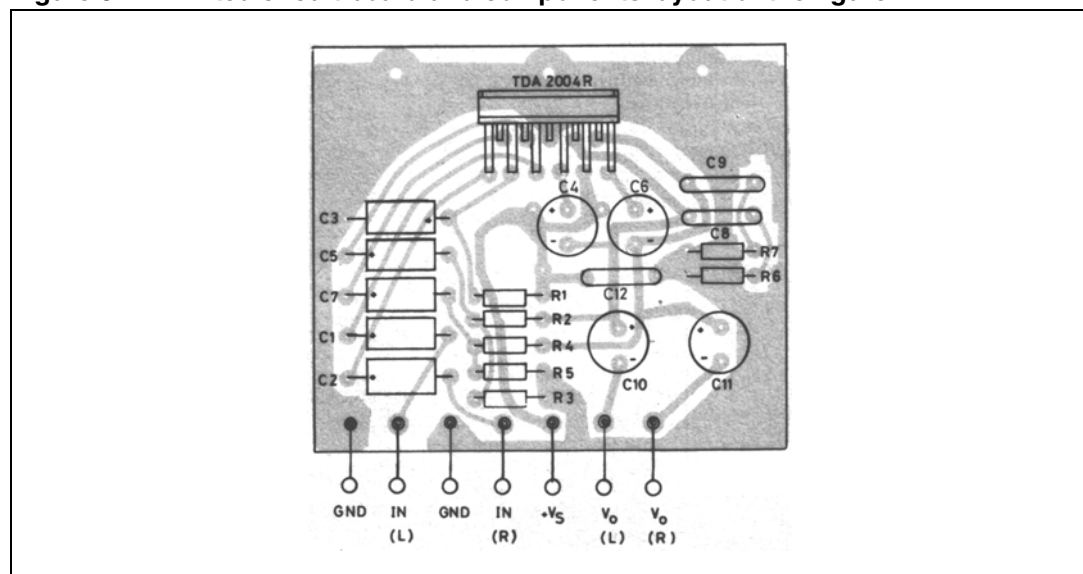 TDA 2004R
C9
C4
C6
C3
C8
C5
R7
R6
C7
R1
C12
R2
C1
R4
R5
C2
C10
C11
R3
+
-
+
-
+
-
+
-
GND
IN
(L)
GND
IN
(R)
+VS
Vo
(L)
Vo
(R)